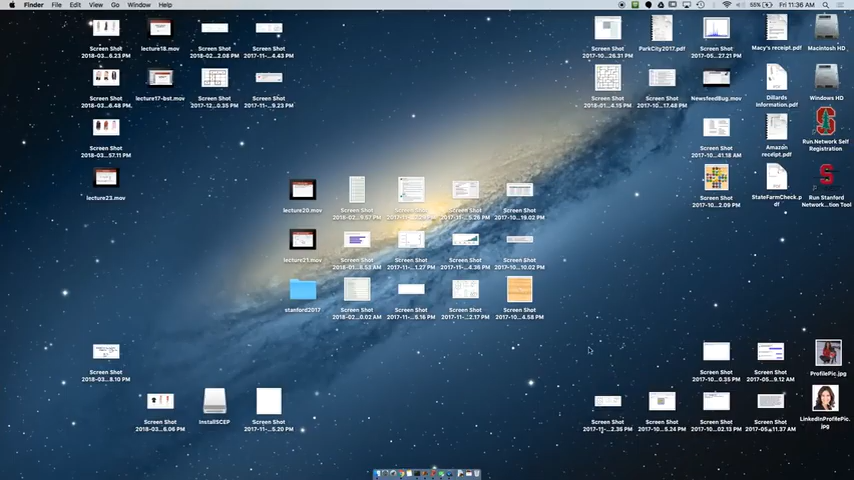 Finder File Edit View Go Window Help
55% Fri 11:36 AM
Screen Shot
2018-03...6.23 PM
lecture18.mov
Screen Shot
2018-02...2.08 PM
Screen Shot
2017-11-...4.43 PM
Screen Shot
2017-10...26.31 PM
ParkCity2017.pdf
Screen Shot
2017-05...27.21 PM
Macy's receipt.pdf
Macintosh HD
Screen Shot
2018-03...6.48 PM
lecture17-bst.mov
Screen Shot
2017-12...0.35 PM
Screen Shot
2017-11-...9.23 PM
Screen Shot
2018-01...4.15 PM
Screen Shot
2017-10...17.48 PM
NewsfeedBug.mov
Dillards
Information.pdf
Windows HD
Screen Shot
2018-03...57.11 PM
Screen Shot
2017-10...41.18 AM
Amazon
receipt.pdf
Run.Network Self
Registration
lecture23.mov
lecture20.mov
Screen Shot
2018-02...9.57 PM
Screen Shot
Screen Shot
2017-11-...5.26 PM
Screen Shot
2017-10...19.02 PM
Screen Shot
2017-10...2.09 PM
StateFarmCheck.p
df
Run Stanford
Network...tion Tool
lecture21.mov
Screen Shot
2018-01...8.53 AM
Screen Shot
2017-11-...1.27 PM
Screen Shot
2017-11-...4.38 PM
Screen Shot
2017-10...10.02 PM
stanford2017
Screen Shot
2018-02...0.02 AM
Screen Shot
2017-11-...5.16 PM
Screen Shot
2017-11-...2.17 PM
Screen Shot
2017-10...4.58 PM
Screen Shot
2018-03...8.10 PM
Screen Shot
2017-10...0.35 PM
Screen Shot
2017-05...9.12 AM
ProfilePic.jpg
Screen Shot
2018-03...6.06 PM
InstallSCEP
Screen Shot
2017-11-...5.20 PM
Screen Shot
2017-11-...2.36 PM
Screen Shot
2017-10...5.24 PM
Screen Shot
2017-10...02.13 PM
Screen Shot
2017-05...11.37 AM
LinkedInProfilePic.
jpg